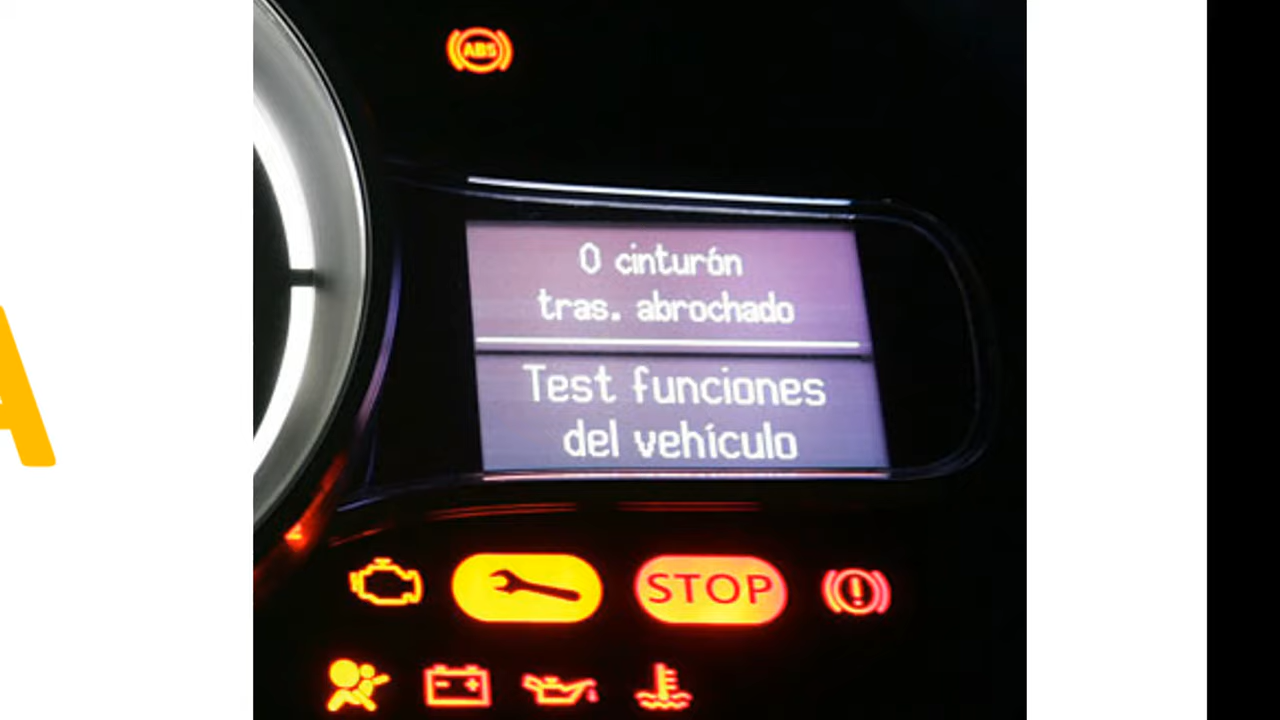 ABS
0 cinturón
tras. abrochado
Test funciones
del vehículo
STOP
A